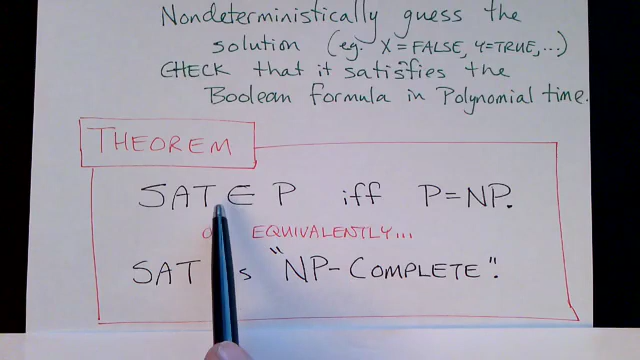 Nondeterministically guess the
solution (eg. X=FALSE, Y=TRUE,...)
CHECK that it satisfies the
Boolean formula in Polynomial time.
THEOREM
SAT ∈ P iff P=NP.
EQUIVALENTLY...
SAT "NP-COMPLETE".